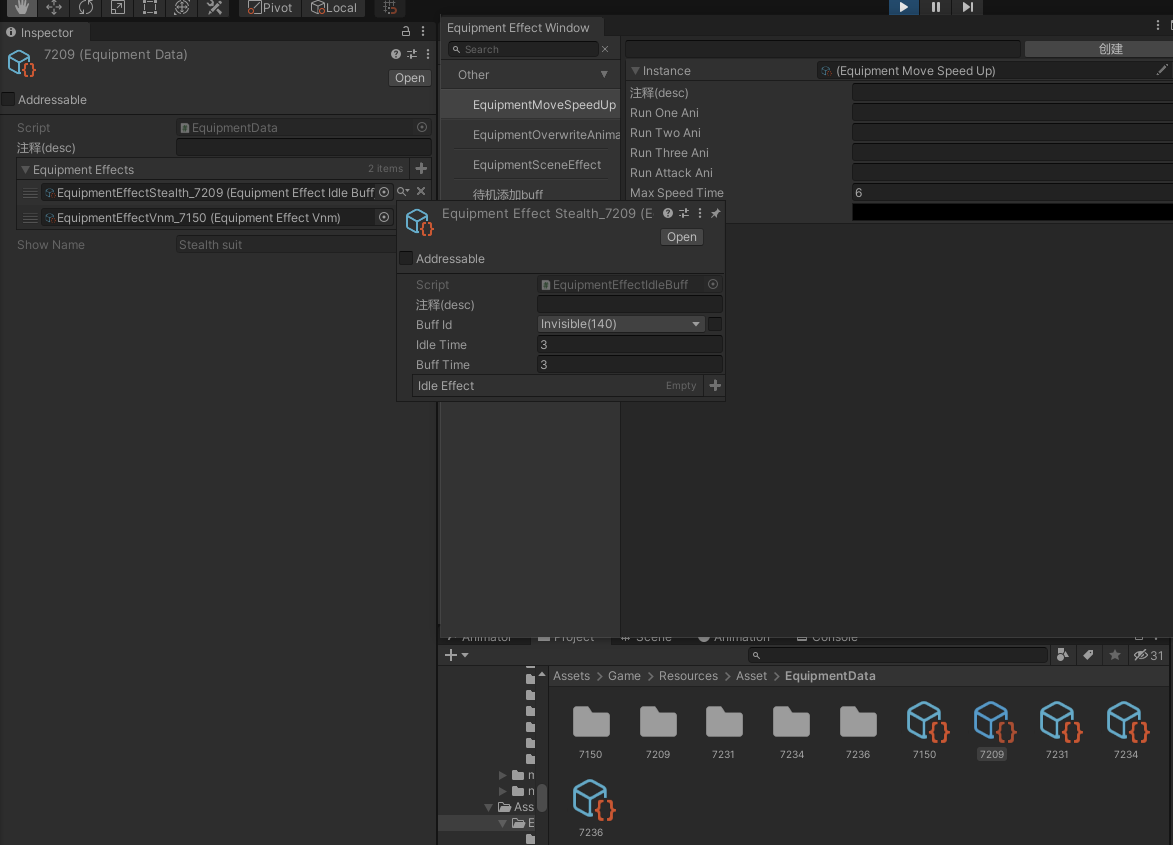 Pivot
Local
Inspector
7209 (Equipment Data)
Open
Addressable
Script
EquipmentData
注释(desc)
Equipment Effects
2 items
EquipmentEffectStealth_7209 (Equipment Effect Idle Buff
EquipmentEffectVnm_7150 (Equipment Effect Vnm)
Show Name
Stealth suit
Equipment Effect Window
Search
创建
Other
EquipmentMoveSpeedUp
EquipmentOverwriteAnima
EquipmentSceneEffect
待机添加buff
Instance
(Equipment Move Speed Up)
注释(desc)
Run One Ani
Run Two Ani
Run Three Ani
Run Attack Ani
Max Speed Time
6
Equipment Effect Stealth_7209 (E
Open
Addressable
Script
EquipmentEffectIdleBuff
注释(desc)
Buff Id
Invisible(140)
Idle Time
3
Buff Time
3
Idle Effect
Empty
Animator
Project
Scene
Animation
Console
31
Assets
Game
Resources
Asset
EquipmentData
7150
7209
7231
7234
7236
7150
7209
7231
7234
7236
n
n
Ass
E